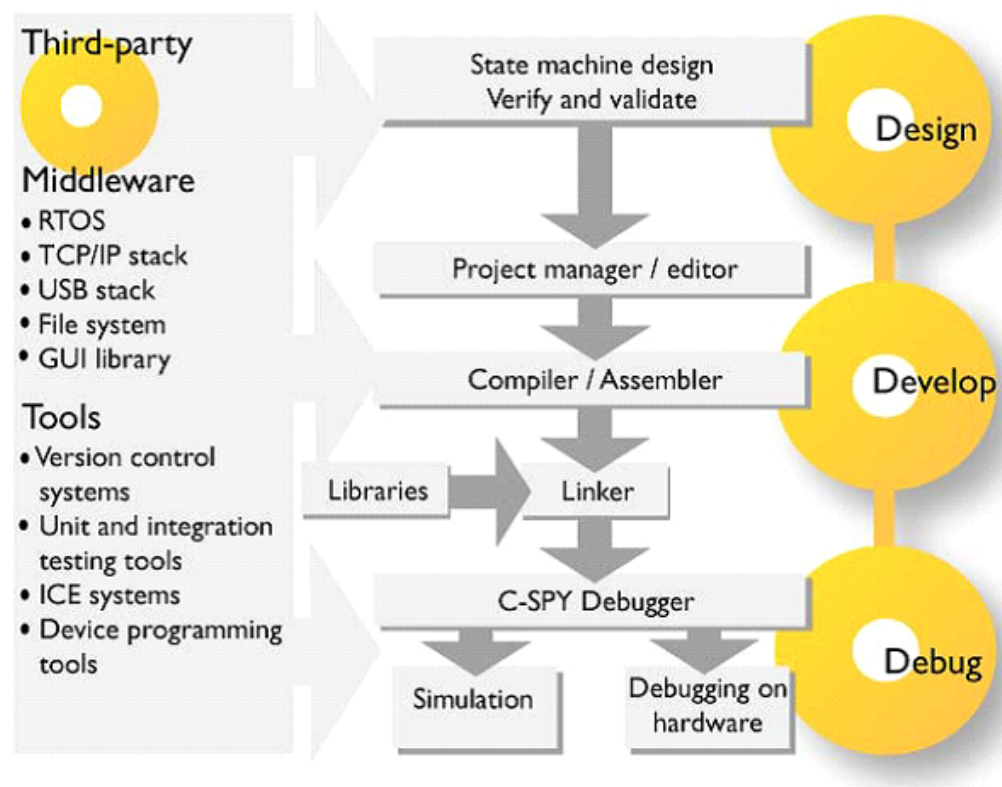 Third-party
Middleware
• RTOS
• TCP/IP stack
• USB stack
• File system
• GUI library
Tools
• Version control
systems
• Unit and integration
testing tools
• ICE systems
• Device programming
tools
State machine design
Verify and validate
Project manager / editor
Compiler / Assembler
Libraries
Linker
C-SPY Debugger
Simulation
Debugging on
hardware
Design
Develop
Debug